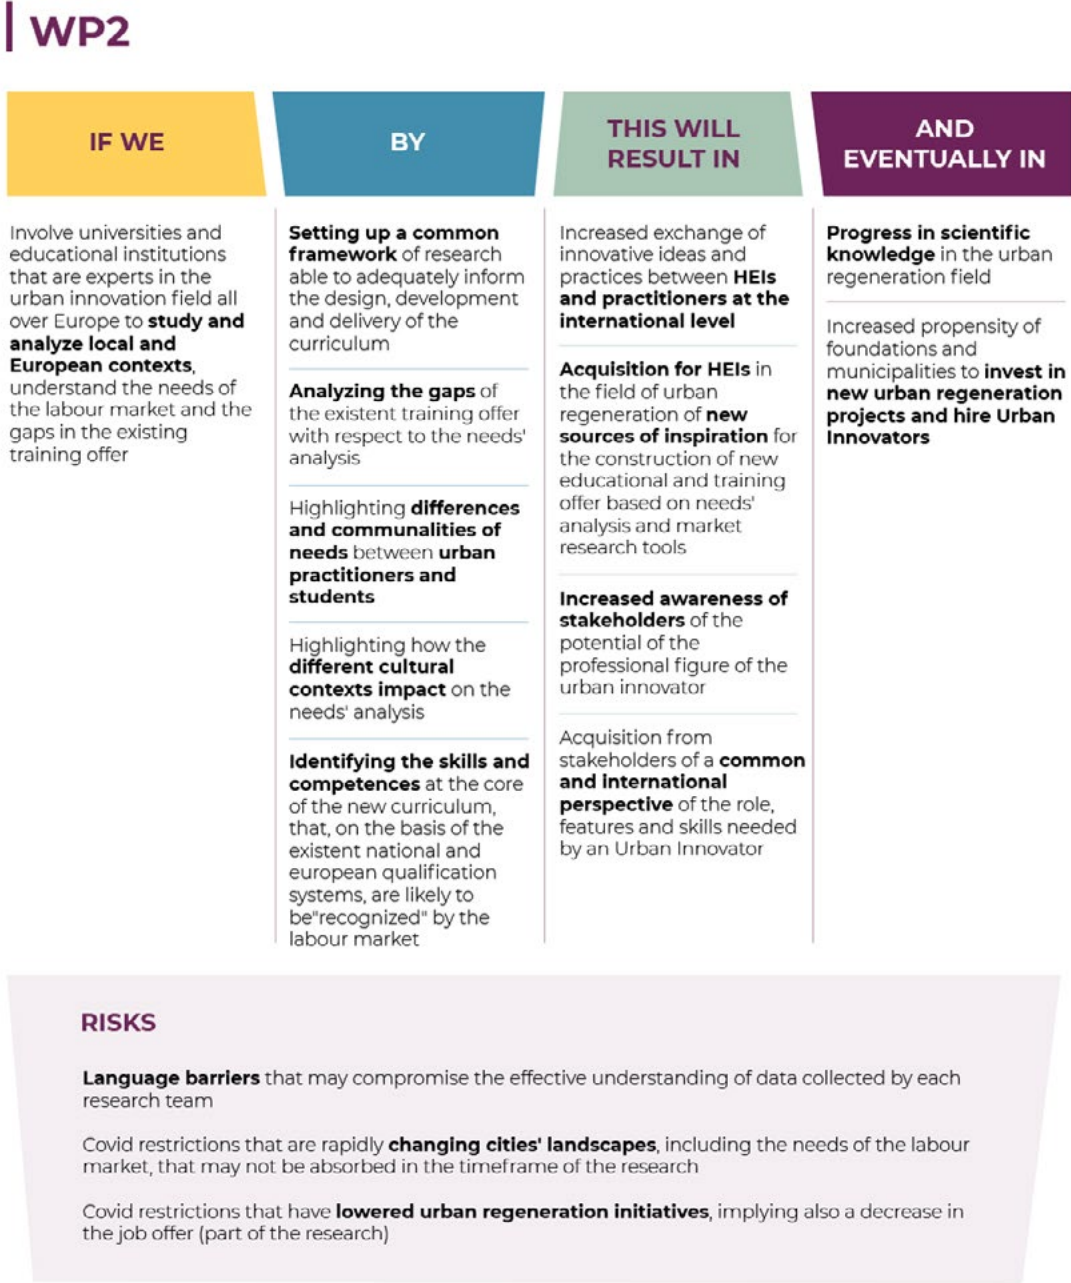 WP2
IF WE
Involve universities and
educational institutions
that are experts in the
urban innovation field all
over Europe to study and
analyze local and
European contexts,
understand the needs of
the labour market and the
gaps in the existing
training offer
BY
Setting up a common
framework of research
able to adequately inform
the design, development
and delivery of the
curriculum
Analyzing the gaps of
the existent training offer
with respect to the needs'
analysis
Highlighting differences
and communalities of
needs between urban
practitioners and
students
Highlighting how the
different cultural
contexts impact on the
needs' analysis
Identifying the skills and
competences at the core
of the new curriculum,
that, on the basis of the
existent national and
european qualification
systems, are likely to
be"recognized" by the
labour market
THIS WILL
RESULT IN
Increased exchange of
innovative ideas and
practices between HEIs
and practitioners at the
international level
Acquisition for HEIs in
the field of urban
regeneration of new
sources of inspiration for
the construction of new
educational and training
offer based on needs'
analysis and market
research tools
Increased awareness of
stakeholders of the
potential of the
professional figure of the
urban innovator
Acquisition from
stakeholders of a common
and international
perspective of the role,
features and skills needed
by an Urban Innovator
AND
EVENTUALLY IN
Progress in scientific
knowledge in the urban
regeneration field
Increased propensity of
foundations and
municipalities to invest in
new urban regeneration
projects and hire Urban
Innovators
RISKS
Language barriers that may compromise the effective understanding of data collected by each
research team
Covid restrictions that are rapidly changing cities' landscapes, including the needs of the labour
market, that may not be absorbed in the timeframe of the research
Covid restrictions that have lowered urban regeneration initiatives, implying also a decrease in
the job offer (part of the research)